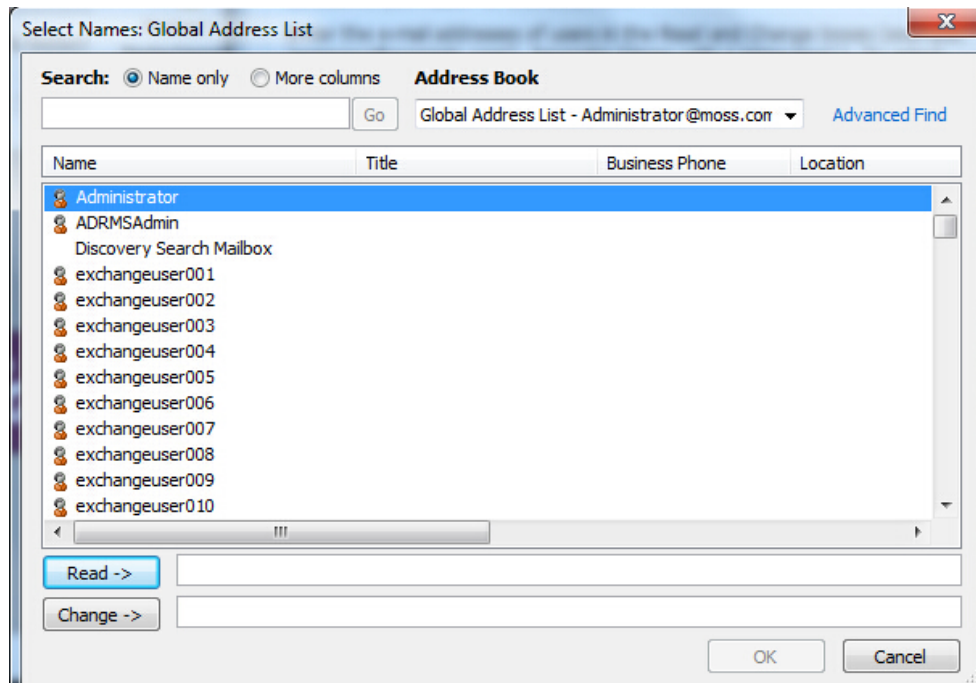 Select Names: Global Address List
Search: Name only More columns Address Book
Go Global Address List - Administrator@moss.com Advanced Find
Name Title Business Phone Location
Administrator
ADRMSAdmin
Discovery Search Mailbox
exchangeuser001
exchangeuser002
exchangeuser003
exchangeuser004
exchangeuser005
exchangeuser006
exchangeuser007
exchangeuser008
exchangeuser009
exchangeuser010
Read ->
Change ->
OK Cancel